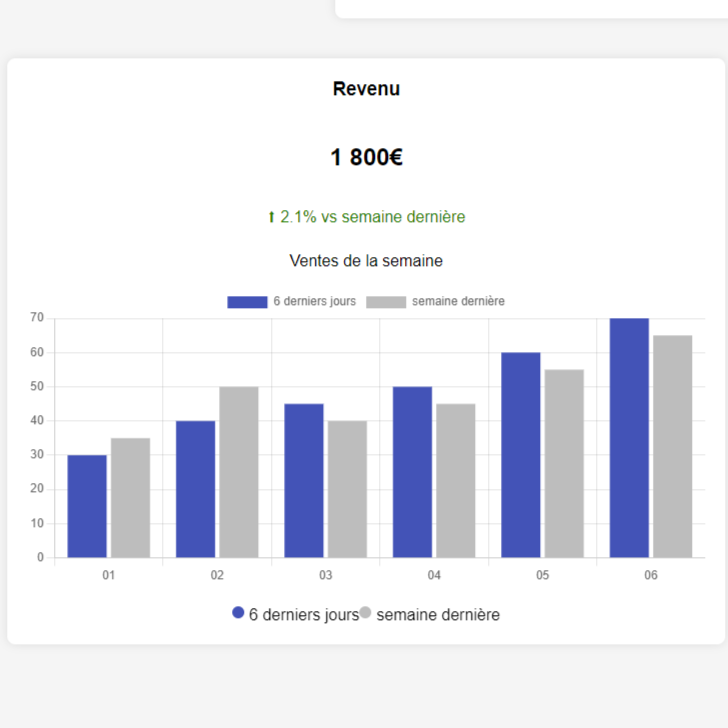 Revenu
1 800€
⬆ 2.1% vs semaine dernière
Ventes de la semaine
6 derniers jours semaine dernière
70
60
50
40
30
20
10
0
01 02 03 04 05 06
6 derniers jours semaine dernière